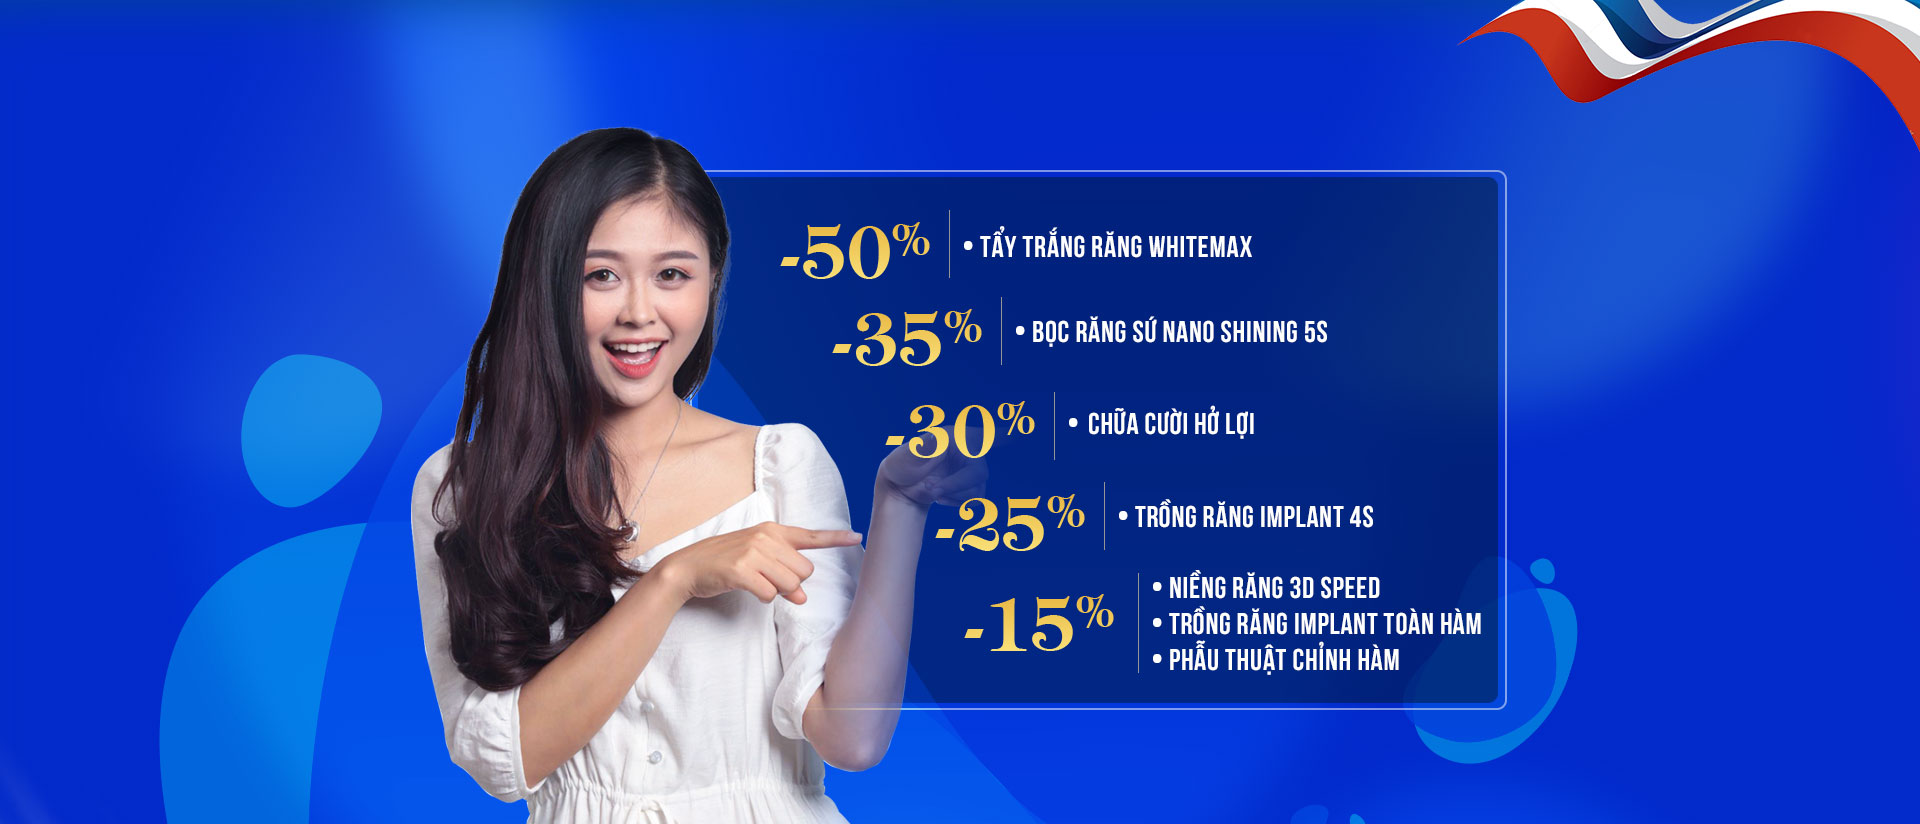 -50% • TẨY TRẮNG RĂNG WHITEMAX
-35% • BỌC RĂNG SỨ NANO SHINING 5S
-30% • CHỮA CƯỜI HỞ LỢI
-25% • TRỒNG RĂNG IMPLANT 4S
-15% • NIỀNG RĂNG 3D SPEED
• TRỒNG RĂNG IMPLANT TOÀN HÀM
• PHẪU THUẬT CHỈNH HÀM